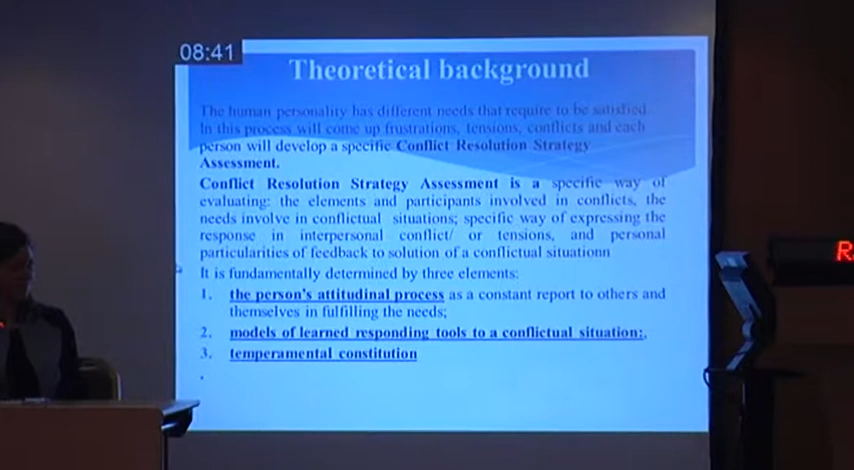 08:41
Theoretical background
The human personality has different needs that require to be satisfied.
In this process will come up frustrations, tensions, conflicts and each
person will develop a specific Conflict Resolution Strategy
Assessment.
Conflict Resolution Strategy Assessment is a specific way of
evaluating: the elements and participants involved in conflicts, the
needs involve in conflictual situations; specific way of expressing the
response in interpersonal conflict/ or tensions, and personal
particularities of feedback to solution of a conflictual situationn
It is fundamentally determined by three elements:
1. the person's attitudinal process as a constant report to others and
themselves in fulfilling the needs;
2. models of learned responding tools to a conflictual situation;.
3. temperamental constitution
.